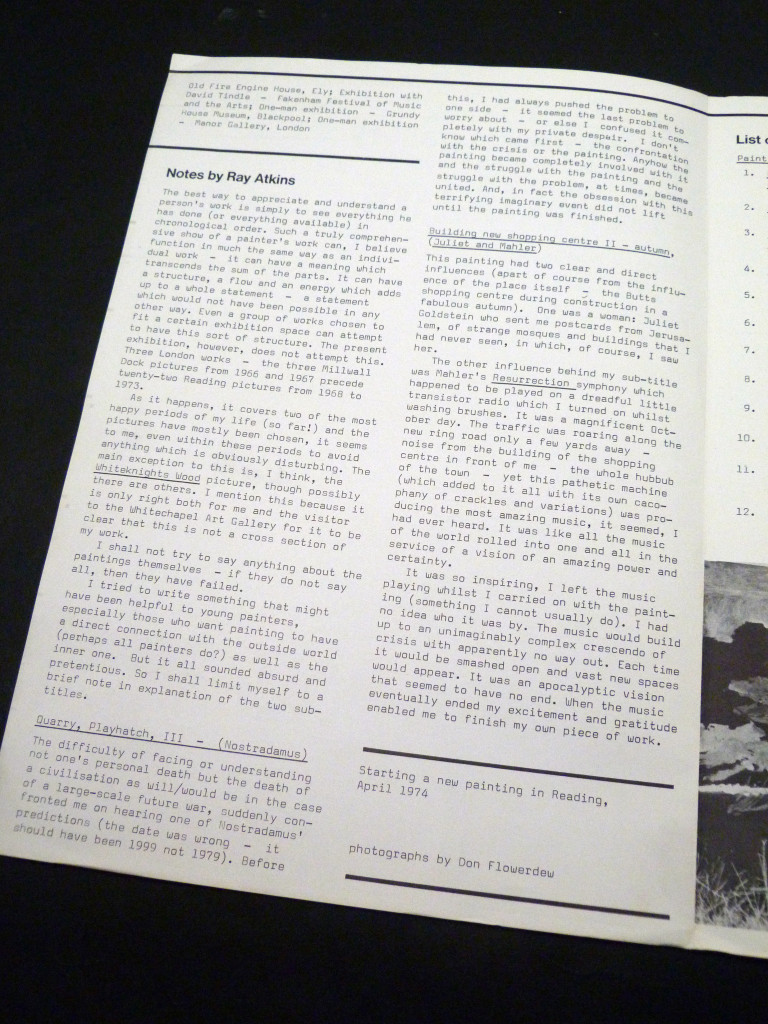 Old Fire Engine House, Ely; Exhibition with
David Tindle - Fakenham Festival of Music
and the Arts; One-man exhibition - Grundy
House Museum, Blackpool; One-man exhibition
- Manor Gallery, London
Notes by Ray Atkins
The best way to appreciate and understand a
person's work is simply to see everything he
has done (or everything available) in
chronological order. Such a truly comprehen-
sive show of a painter's work can, I believe
function in much the same way as an indivi-
dual work - it can have a meaning which
transcends the sum of the parts. It can have
a structure, a flow and an energy which adds
up to a whole statement - a statement
which would not have been possible in any
other way. Even a group of works chosen to
fit a certain exhibition space can attempt
to have this sort of structure. The present
exhibition, however, does not attempt this.
Three London works - the three Millwall
Dock pictures from 1966 and 1967 precede
twenty-two Reading pictures from 1968 to
1973.
As it happens, it covers two of the most
happy periods of my life (so far!) and the
pictures have mostly been chosen, it seems
to me, even within these periods to avoid
anything which is obviously disturbing. The
main exception to this is, I think, the
Whiteknights Wood picture, though possibly
there are others. I mention this because it
is only right both for me and the visitor
to the Whitechapel Art Gallery for it to be
clear that this is not a cross section of
my work.
I shall not try to say anything about the
paintings themselves - if they do not say
all, then they have failed.
I tried to write something that might
have been helpful to young painters,
especially those who want painting to have
a direct connection with the outside world
(perhaps all painters do?) as well as the
inner one. But it all sounded absurd and
pretentious. So I shall limit myself to a
brief note in explanation of the two sub-
titles.
Quarry, Playhatch, III - (Nostradamus)
The difficulty of facing or understanding
not one's personal death but the death of
a civilisation as will/would be in the case
of a large-scale future war, suddenly con-
fronted me on hearing one of Nostradamus'
predictions (the date was wrong - it
should have been 1999 not 1979). Before
this, I had always pushed the problem to
one side - it seemed the last problem to
worry about - or else I confused it com-
pletely with my private despair. I don't
know which came first - the confrontation
with the crisis or the painting. Anyhow the
painting became completely involved with it
and the struggle with the painting and the
struggle with the problem, at times, became
united. And, in fact the obsession with this
terrifying imaginary event did not lift
until the painting was finished.
Building new shopping centre II - autumn,
(Juliet and Mahler)
This painting had two clear and direct
influences (apart of course from the influ-
ence of the place itself - the Butts
shopping centre during construction in a
fabulous autumn). One was a woman: Juliet
Goldstein who sent me postcards from Jerusa-
lem, of strange mosques and buildings that I
had never seen, in which, of course, I saw
her.
The other influence behind my sub-title
was Mahler's Resurrection symphony which
happened to be played on a dreadful little
transistor radio which I turned on whilst
washing brushes. It was a magnificent Oct-
ober day. The traffic was roaring along the
new ring road only a few yards away -
noise from the building of the shopping
centre in front of me - the whole hubbub
of the town - yet this pathetic machine
(which added to it all with its own caco-
phany of crackles and variations) was pro-
ducing the most amazing music, it seemed, I
had ever heard. It was like all the music
of the world rolled into one and all in the
service of a vision of an amazing power and
certainty.
It was so inspiring, I left the music
playing whilst I carried on with the paint-
ing (something I cannot usually do). I had
no idea who it was by. The music would build
up to an unimaginably complex crescendo of
crisis with apparently no way out. Each time
it would be smashed open and vast new spaces
would appear. It was an apocalyptic vision
that seemed to have no end. When the music
eventually ended my excitement and gratitude
enabled me to finish my own piece of work.
Starting a new painting in Reading,
April 1974
photographs by Don Flowerdew
List
Paint
1.
2.
3.
4.
5.
6.
7.
8.
9.
10.
11.
12.